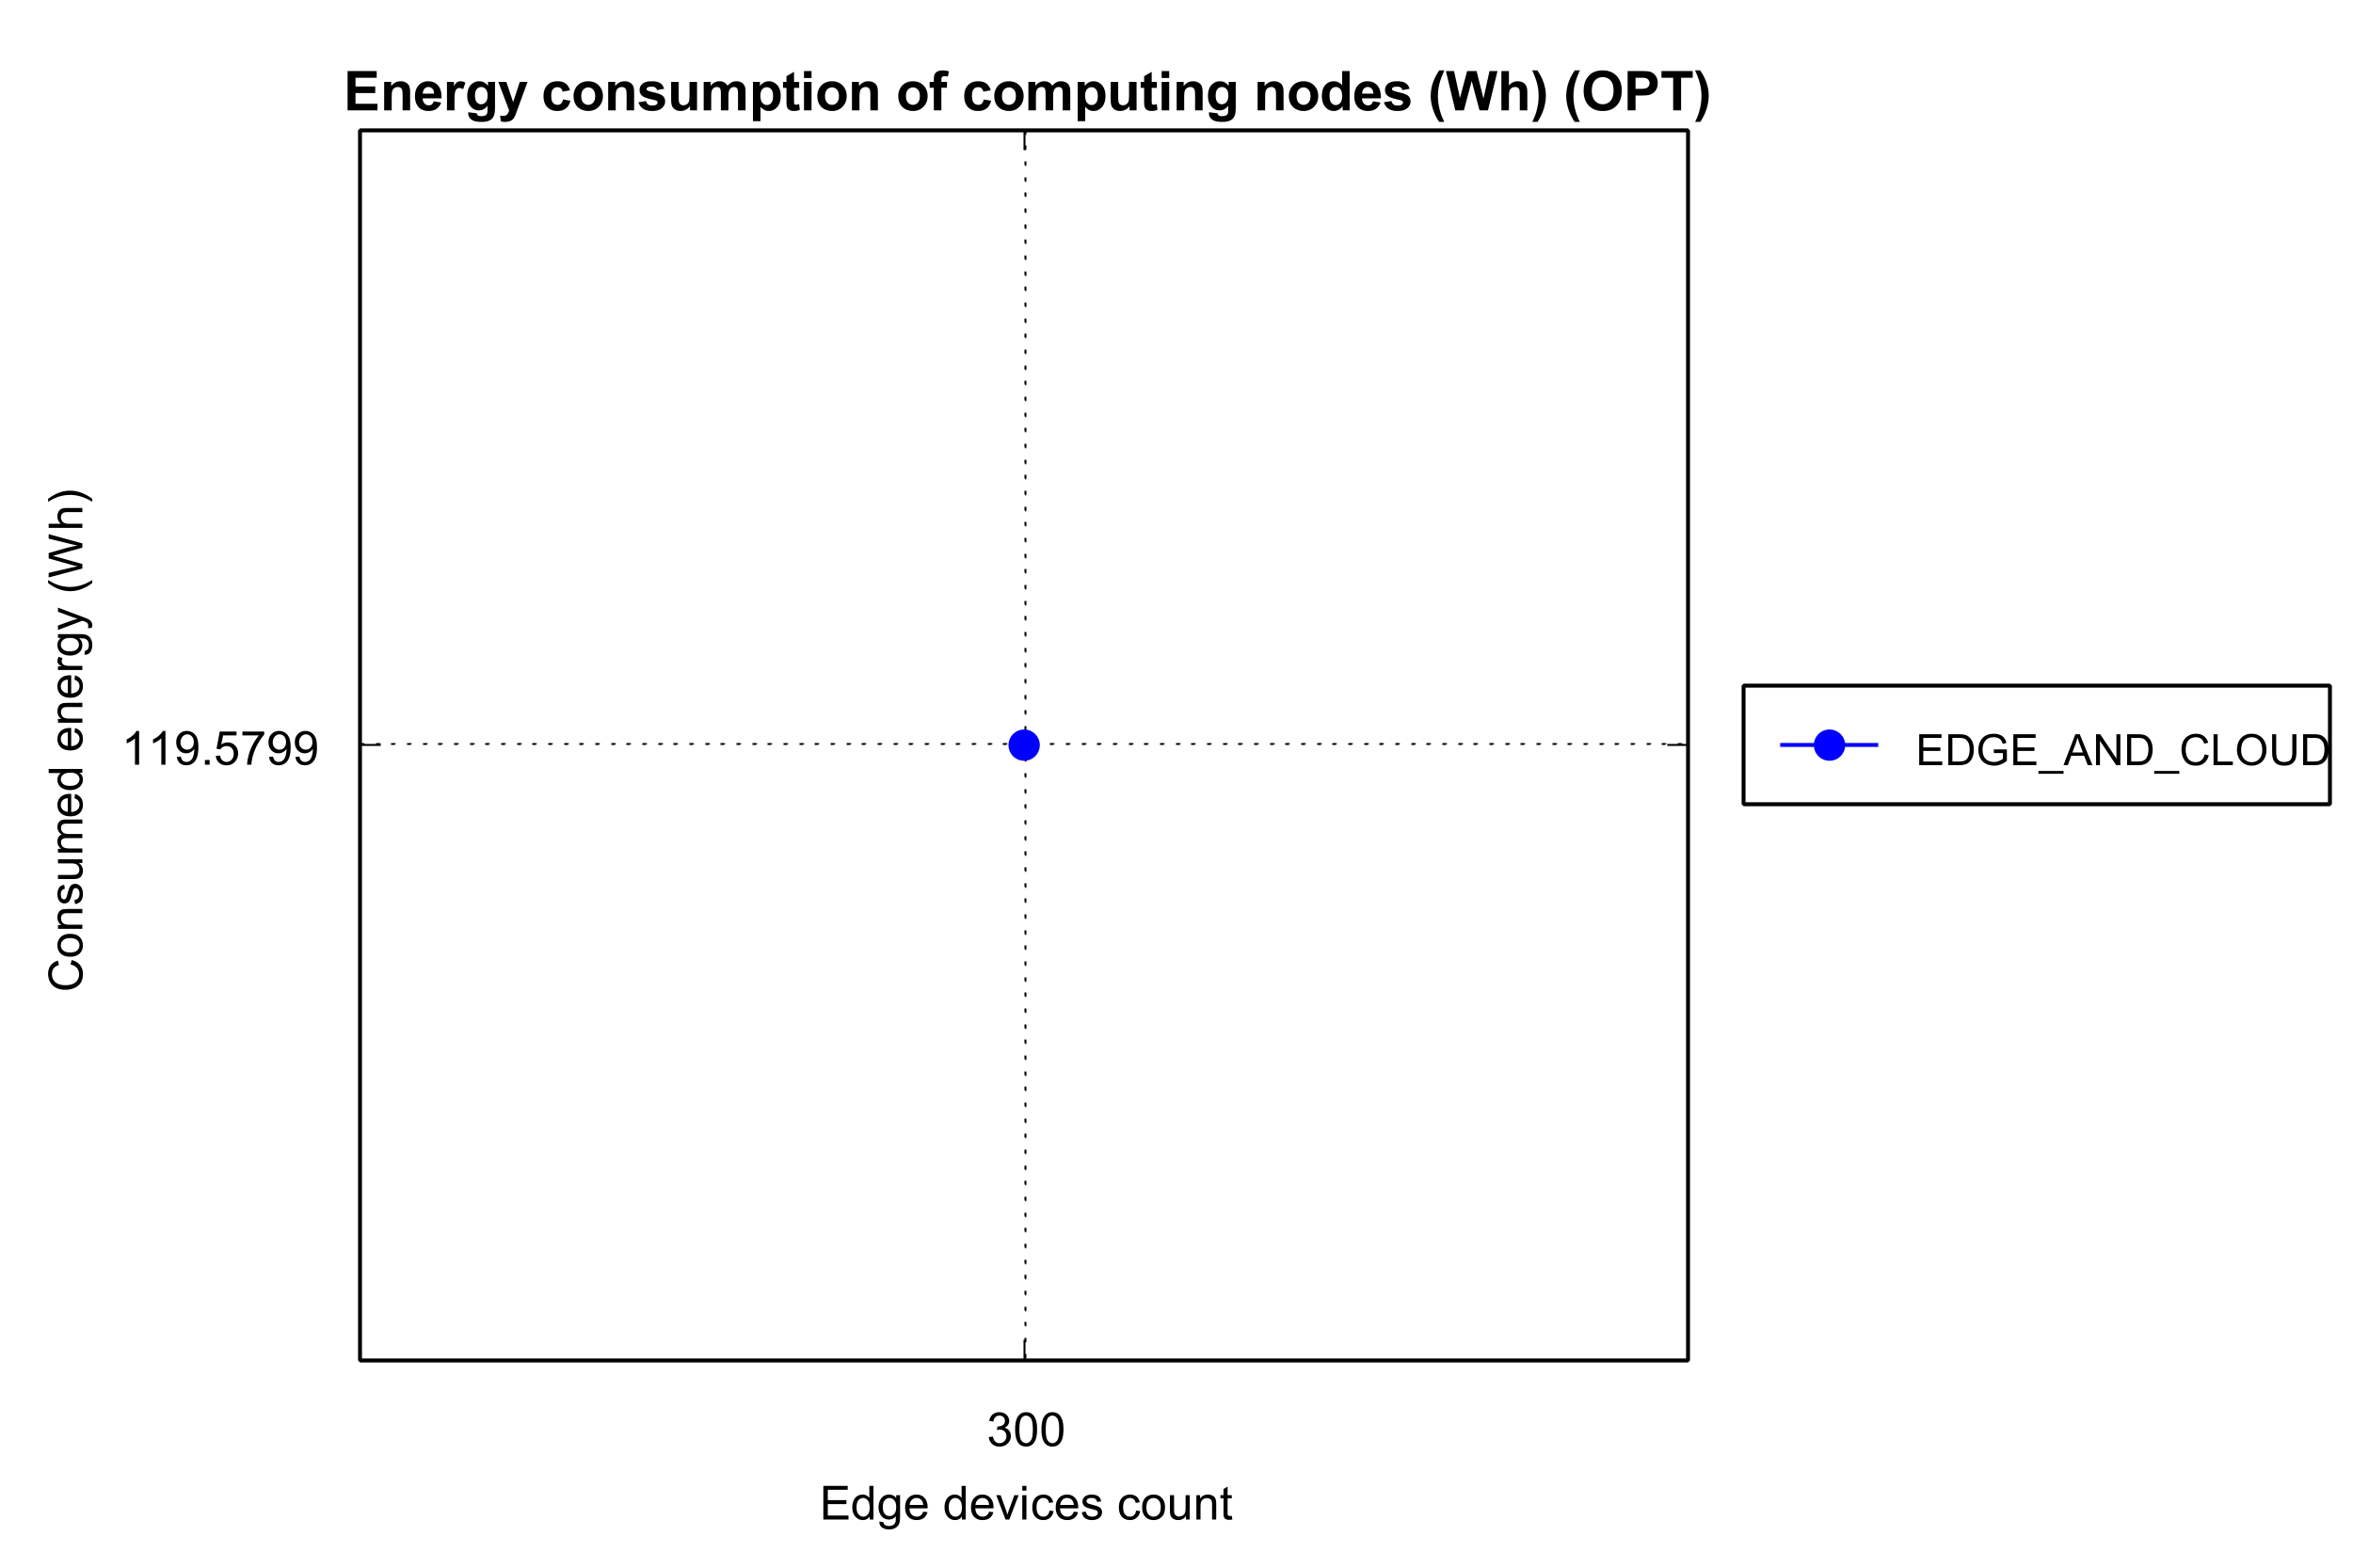 Energy consumption of computing nodes (Wh) (OPT)
Consumed energy (Wh)
119.5799
EDGE_AND_CLOUD
300
Edge devices count